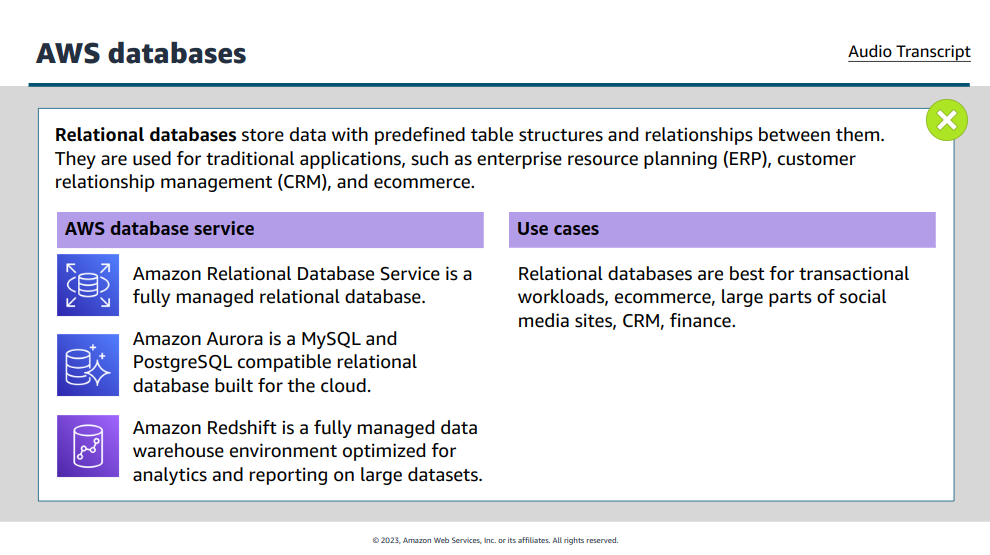 AWS databases
Audio Transcript
Relational databases store data with predefined table structures and relationships between them.
They are used for traditional applications, such as enterprise resource planning (ERP), customer
relationship management (CRM), and ecommerce.
AWS database service
Amazon Relational Database Service is a
fully managed relational database.
Amazon Aurora is a MySQL and
PostgreSQL compatible relational
database built for the cloud.
Amazon Redshift is a fully managed data
warehouse environment optimized for
analytics and reporting on large datasets.
Use cases
Relational databases are best for transactional
workloads, ecommerce, large parts of social
media sites, CRM, finance.
© 2023, Amazon Web Services, Inc. or its affiliates. All rights reserved.